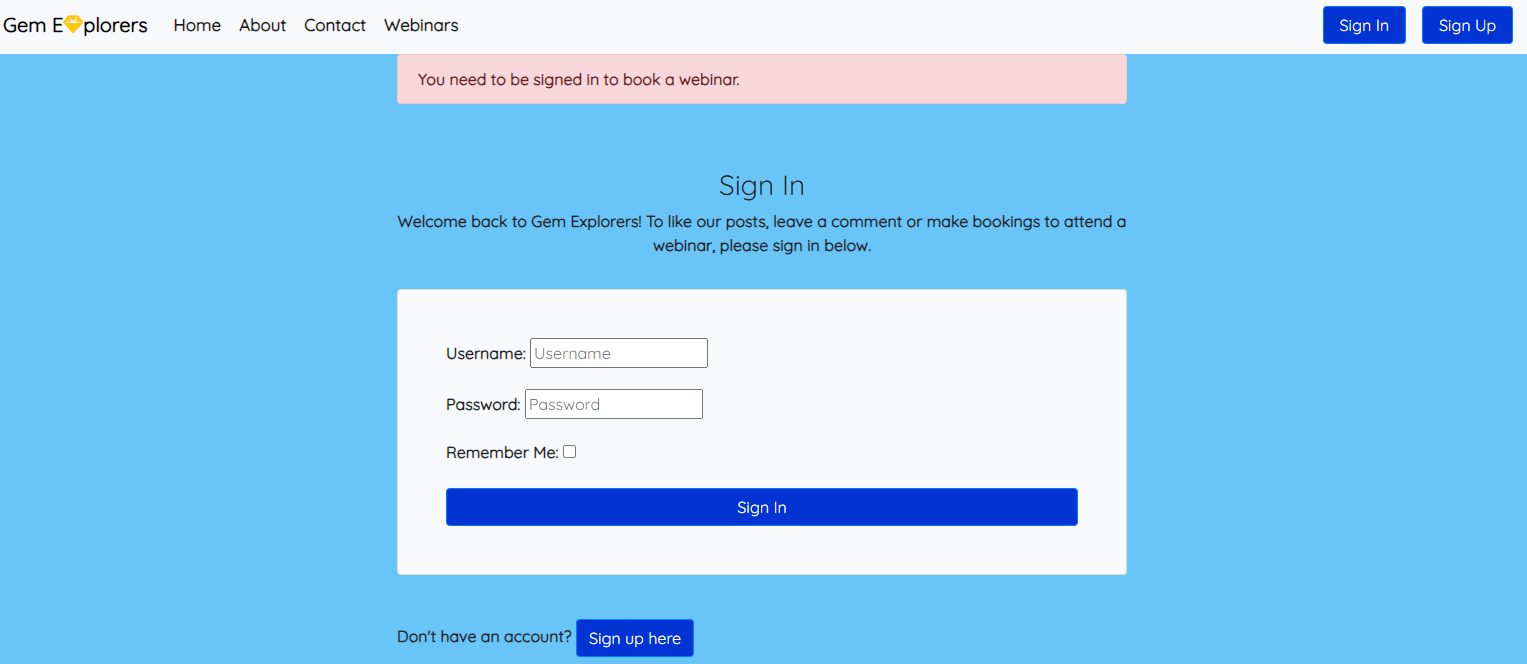 Gem E plorers Home About Contact Webinars Sign In Sign Up
You need to be signed in to book a webinar.
Sign In
Welcome back to Gem Explorers! To like our posts, leave a comment or make bookings to attend a
webinar, please sign in below.
Username: Username
Password: Password
Remember Me:
Sign In
Don't have an account? Sign up here